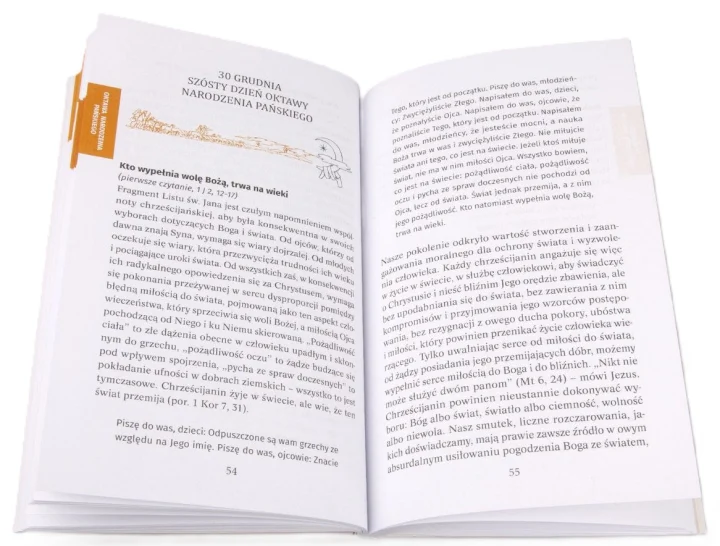 OKTAWA NARODZENIA
PAŃSKIEGO
30 GRUDNIA
SZÓSTY DZIEŃ OKTAWY
NARODZENIA PAŃSKIEGO
Kto wypełnia wolę Bożą, trwa na wieki
(pierwsze czytanie, 1 J 2, 12-17)
Fragment Listu św. Jana jest czułym napomnieniem wspól-
noty chrześcijańskiej, aby była konsekwentna w swoich
wyborach dotyczących Boga i świata. Od ojców, którzy od
dawna znają Syna, wymaga się wiary dojrzałej. Od młodych
oczekuje się wiary, która przezwycięża trudności ich wieku
i pociągające uroki świata. Od wszystkich zaś, w konsekwencji
ich radykalnego opowiedzenia się za Chrystusem, wymaga
się pokonania przeżywanej w sercu dysproporcji pomiędzy
błędną miłością do świata, pojmowaną jako ten aspekt czło-
wieczeństwa, który sprzeciwia się woli Bożej, a miłością Ojca
pochodzącą od Niego i ku Niemu skierowaną. „Pożądliwość
ciała” to złe dążenia obecne w człowieku upadłym i skłon-
nym do grzechu, „pożądliwość oczu” to żądze budzące się
pod wpływem spojrzenia, „pycha ze spraw doczesnych” to
pokładanie ufności w dobrach ziemskich – wszystko to jest
tymczasowe. Chrześcijanin żyje w świecie, ale wie, że ten
świat przemija (por. 1 Kor 7, 31).
Piszę do was, dzieci: Odpuszczone są wam grzechy ze
względu na Jego imię. Piszę do was, ojcowie: Znacie
54
Tego, który jest od początku. Piszę do was, młodzień-
cy: Zwyciężyliście Złego. Napisałem do was, dzieci,
że poznaliście Ojca. Napisałem do was, ojcowie, że
poznaliście Tego, który jest od początku. Napisałem
do was, młodzieńcy, że jesteście mocni, a nauka
Boża trwa w was i zwyciężyliście Złego. Nie miłujcie
świata ani tego, co jest na świecie. Jeżeli ktoś miłuje
świat, nie ma w nim miłości Ojca. Wszystko bowiem,
co jest na świecie: pożądliwość ciała, pożądliwość
oczu i pycha ze spraw doczesnych nie pochodzi od
Ojca, lecz od świata. Świat jednak przemija, a z nim
jego pożądliwość. Kto natomiast wypełnia wolę Bożą,
trwa na wieki.
Nasze pokolenie odkryło wartość stworzenia i zaan-
gażowania moralnego dla ochrony świata i wyzwole-
nia człowieka. Każdy chrześcijanin angażuje się więc
w życie w świecie, w służbę człowiekowi, aby świadczyć
o Chrystusie i nieść bliźnim Jego orędzie zbawienia, ale
bez upodabniania się do świata, bez zawierania z nim
kompromisów i przyjmowania jego wzorców postępo-
wania, bez rezygnacji z owego ducha pokory, ubóstwa
i miłości, który powinien przenikać życie człowieka wie-
rzącego. Tylko uwalniając serce od miłości do świata,
od żądzy posiadania jego przemijających dóbr, możemy
wypełnić serce miłością do Boga i do bliźnich. „Nikt nie
może służyć dwom panom” (Mt 6, 24) – mówi Jezus.
Chrześcijanin powinien nieustannie dokonywać wy-
boru: Bóg albo świat, światło albo ciemność, wolność
albo niewola. Nasz smutek, liczne rozczarowania, ja-
kich doświadczamy, mają prawie zawsze źródło w owym
absurdalnym usiłowaniu pogodzenia Boga ze światem,
55